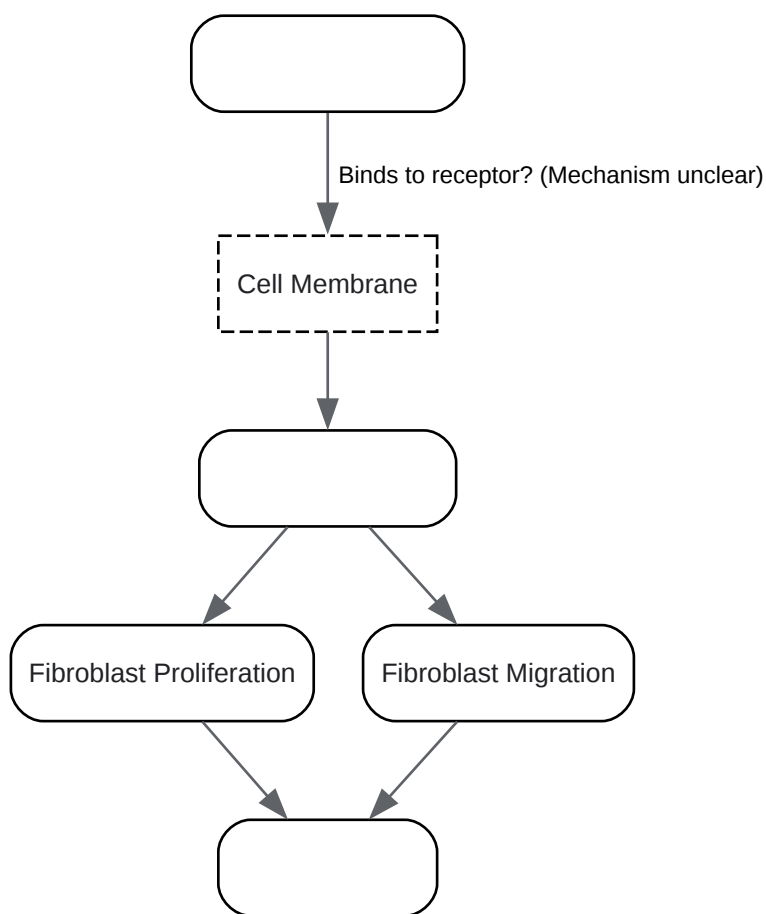 Binds to receptor? (Mechanism unclear)
Cell Membrane
Fibroblast Proliferation
Fibroblast Migration